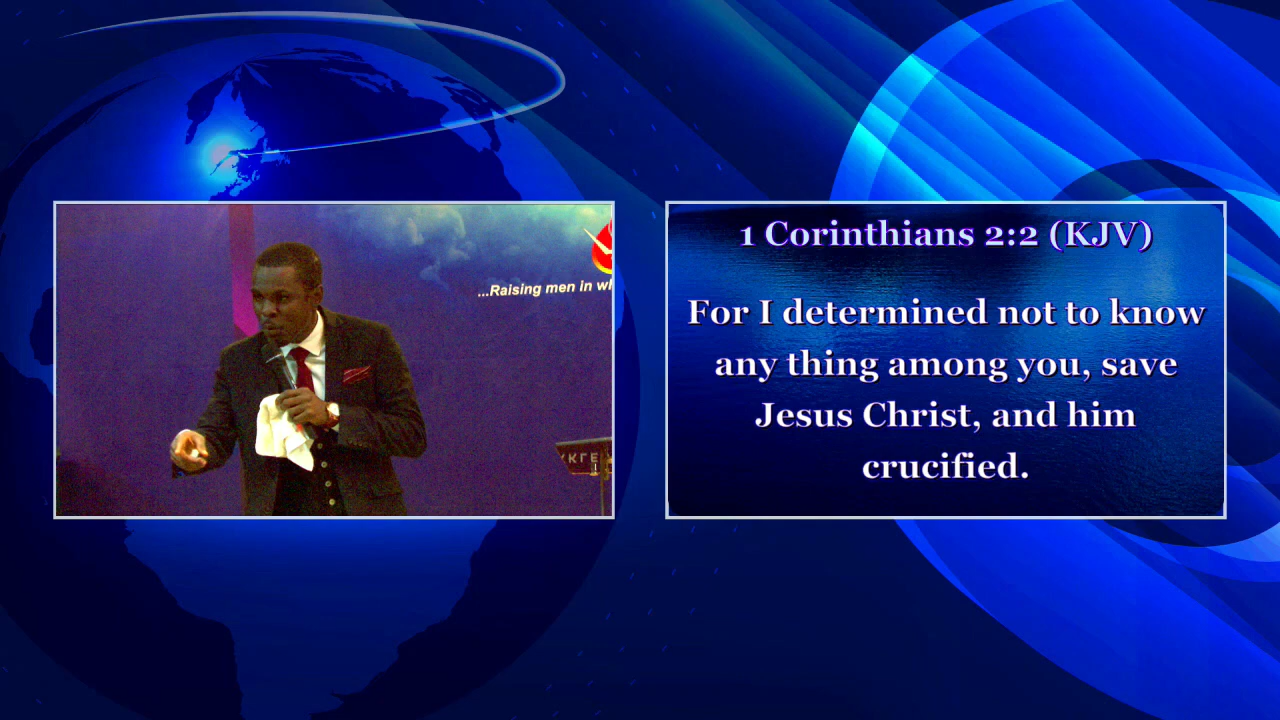 ...Raising men in
1 Corinthians 2:2 (KJV)
For I determined not to know
any thing among you, save
Jesus Christ, and him
crucified.